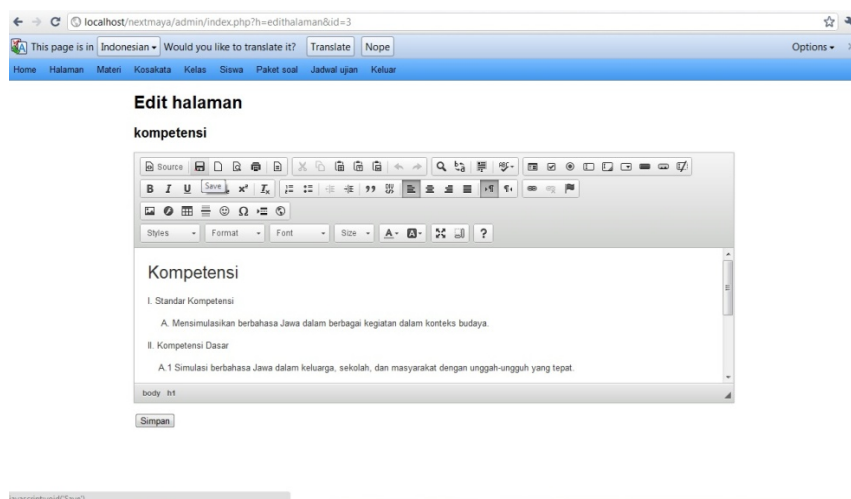 localhost/nextmaya/admin/index.php?h=edithalaman&id=3
This page is in Indonesian Would you like to translate it? Translate Nope Options
Home Halaman Materi Kosakata Kelas Siswa Paket soal Jadwal ujian Keluar
Edit halaman
kompetensi
Source
B I U Save x² Ix
Ω
Styles Format Font Size A A ?
Kompetensi
I. Standar Kompetensi
A. Mensimulasikan berbahasa Jawa dalam berbagai kegiatan dalam konteks budaya.
II. Kompetensi Dasar
A.1 Simulasi berbahasa Jawa dalam keluarga, sekolah, dan masyarakat dengan unggah-ungguh yang tepat.
body h1
Simpan